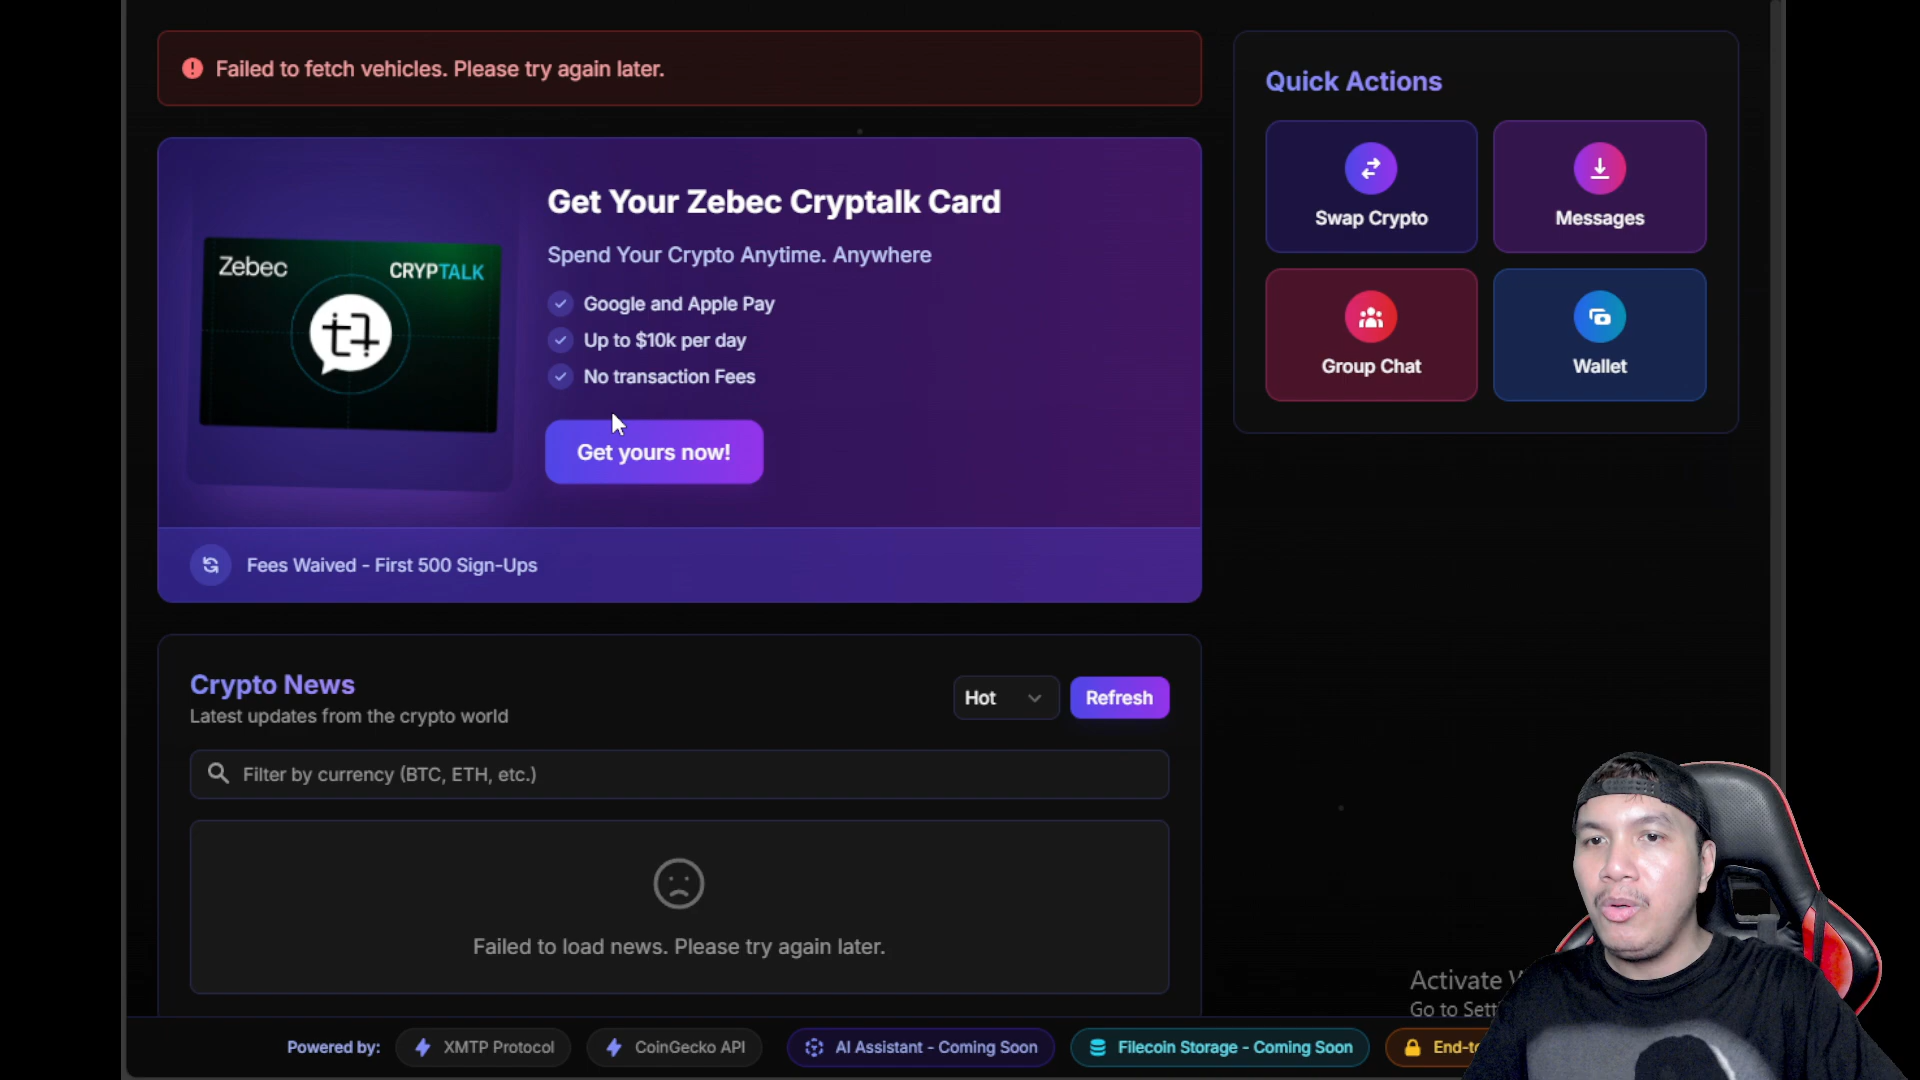 Failed to fetch vehicles. Please try again later.
Zebec
CRYPTALK
Get Your Zebec Cryptalk Card
Spend Your Crypto Anytime. Anywhere
Google and Apple Pay
Up to $10k per day
No transaction Fees
Get yours now!
Fees Waived - First 500 Sign-Ups
Quick Actions
Swap Crypto
Messages
Group Chat
Wallet
Crypto News
Latest updates from the crypto world
Hot
Refresh
Filter by currency (BTC, ETH, etc.)
Failed to load news. Please try again later.
Activate
Go to
Powered by:
XMTP Protocol
CoinGecko API
AI Assistant - Coming Soon
Filecoin Storage - Coming Soon